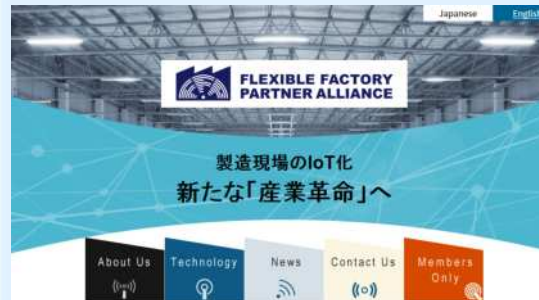 Japanese
English
FLEXIBLE FACTORY
PARTNER ALLIANCE
製造現場のIoT化
新たな「産業革命」へ
About Us
Technology
News
Contact Us
Members
Only